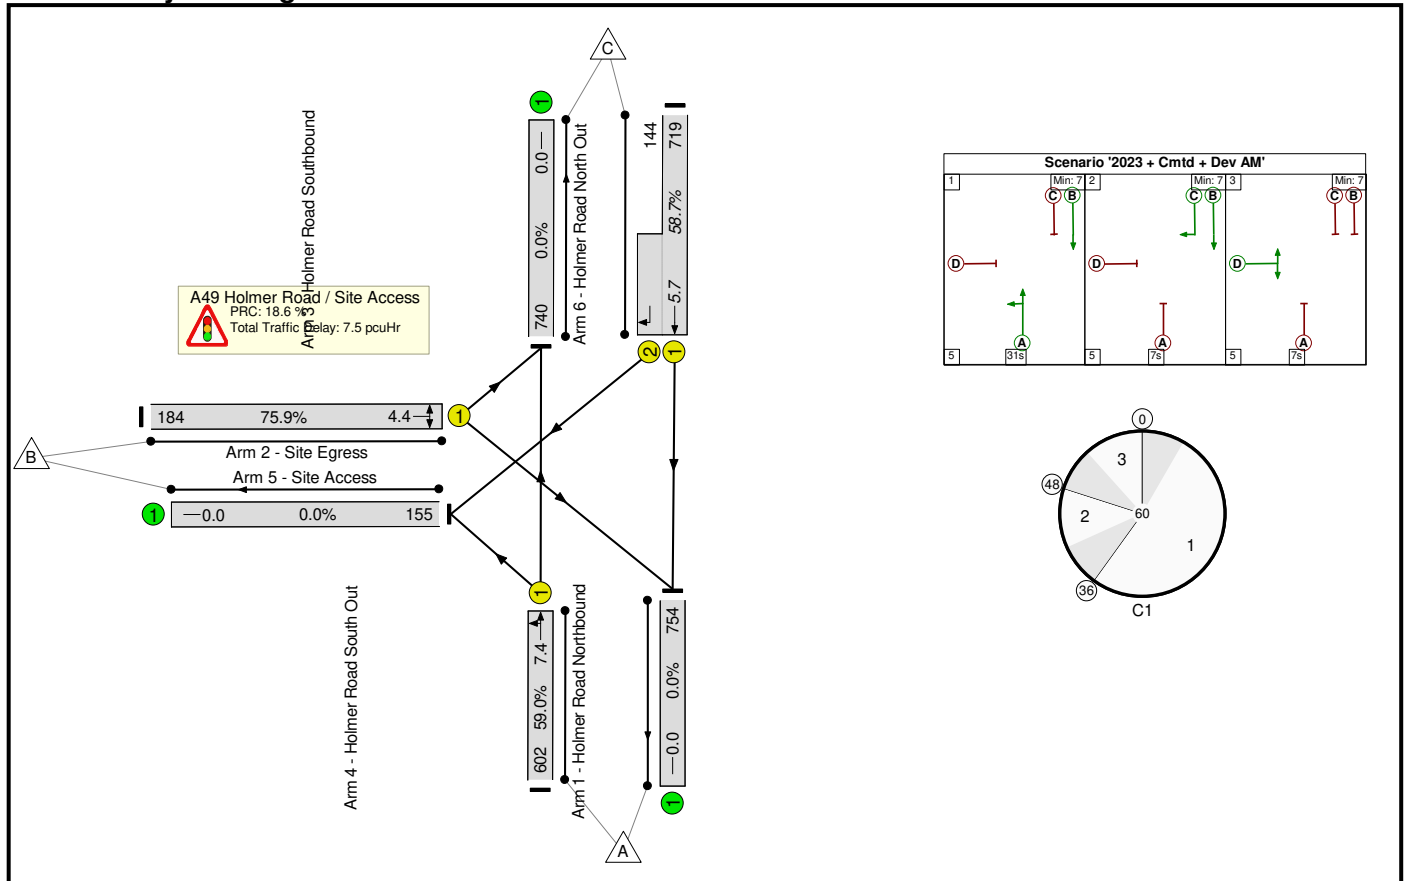 C
1
0.0
0.0%
740
Arm 6 - Holmer Road North Out
144
719
58.7%
5.7
2
1
Arm 3 - Holmer Road Southbound
A49 Holmer Road / Site Access
PRC: 18.6 %
Total Traffic Delay: 7.5 pcuHr
184 75.9% 4.4
1
Arm 2 - Site Egress
B
Arm 5 - Site Access
1
0.0 0.0% 155
1
7.4
59.0%
602
Arm 1 - Holmer Road Northbound
Arm 4 - Holmer Road South Out
754
0.0%
0.0
1
A
Scenario '2023 + Cmtd + Dev AM'
1 Min: 7 2 Min: 7 3 Min: 7
C B C B C B
D D D
A A A
5 31s 5 7s 5 7s
0
3
48
2
60
1
36
C1